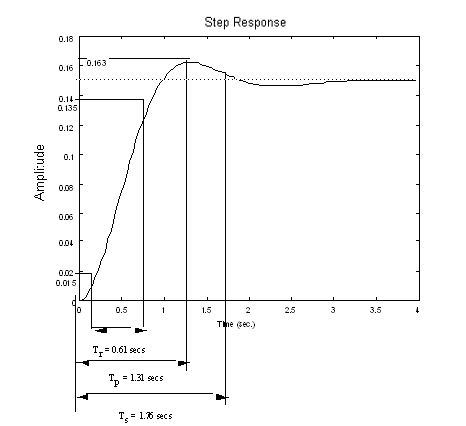 Step Response
0.18
0.163
0.16
0.14
0.135
0.12
0.1
0.08
0.06
0.04
0.02
0.015
0
Amplitude
0 0.5 1 1.5 2 2.5 3 3.5 4
Time (sec.)
Tr = 0.61 secs
Tp = 1.31 secs
Ts = 1.76 secs